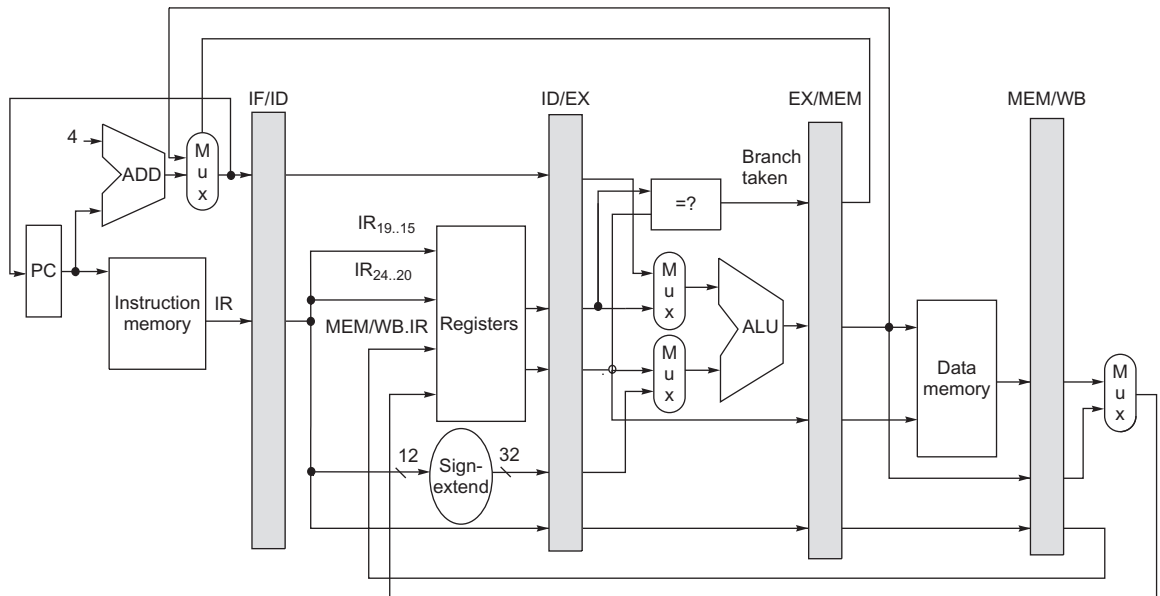 IF/ID
ID/EX
EX/MEM
MEM/WB
4
ADD
M
u
x
Branch
taken
=?
IR19..15
PC
IR24..20
M
u
x
Instruction
memory
IR
Registers
MEM/WB.IR
ALU
M
u
x
Data
memory
M
u
x
12
Sign-
extend
32